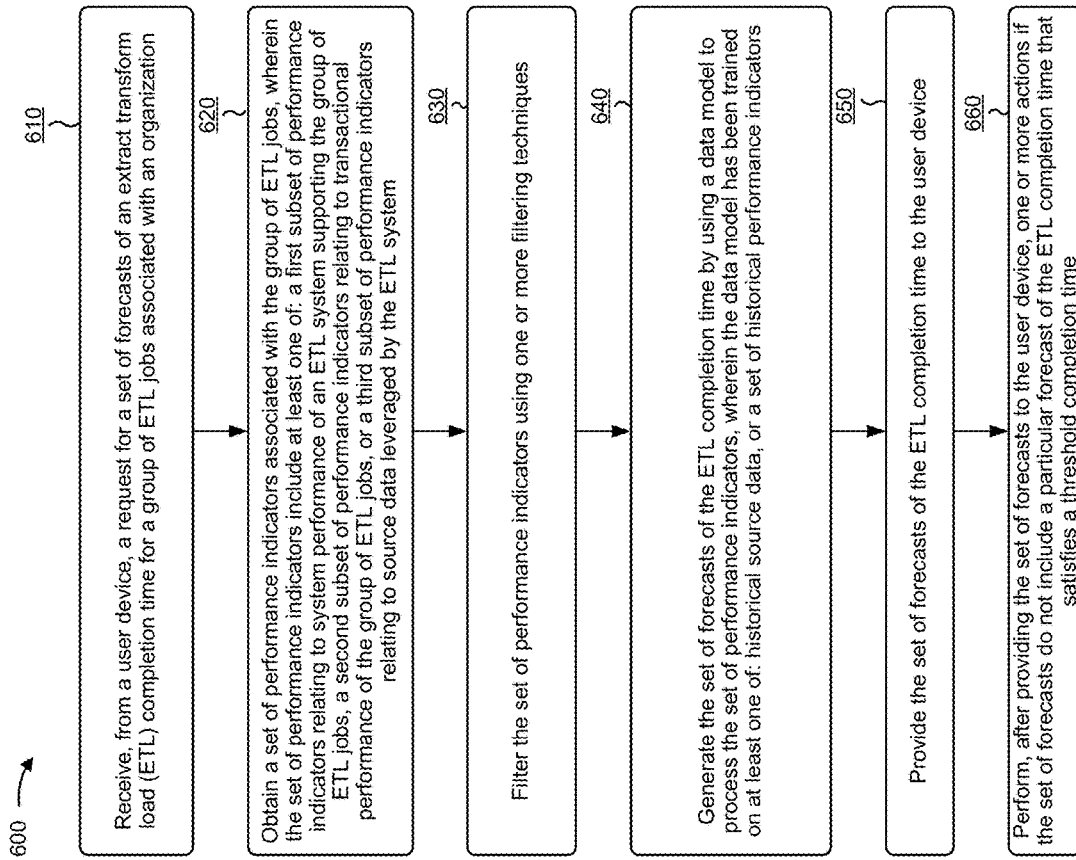 600
610
Receive, from a user device, a request for a set of forecasts of an extract transform
load (ETL) completion time for a group of ETL jobs associated with an organization
620
Obtain a set of performance indicators associated with the group of ETL jobs, wherein
the set of performance indicators include at least one of: a first subset of performance
indicators relating to system performance of an ETL system supporting the group of
ETL jobs, a second subset of performance indicators relating to transactional
performance of the group of ETL jobs, or a third subset of performance indicators
relating to source data leveraged by the ETL system
630
Filter the set of performance indicators using one or more filtering techniques
640
Generate the set of forecasts of the ETL completion time by using a data model to
process the set of performance indicators, wherein the data model has been trained
on at least one of: historical source data, or a set of historical performance indicators
650
Provide the set of forecasts of the ETL completion time to the user device
660
Perform, after providing the set of forecasts to the user device, one or more actions if
the set of forecasts do not include a particular forecast of the ETL completion time that
satisfies a threshold completion time